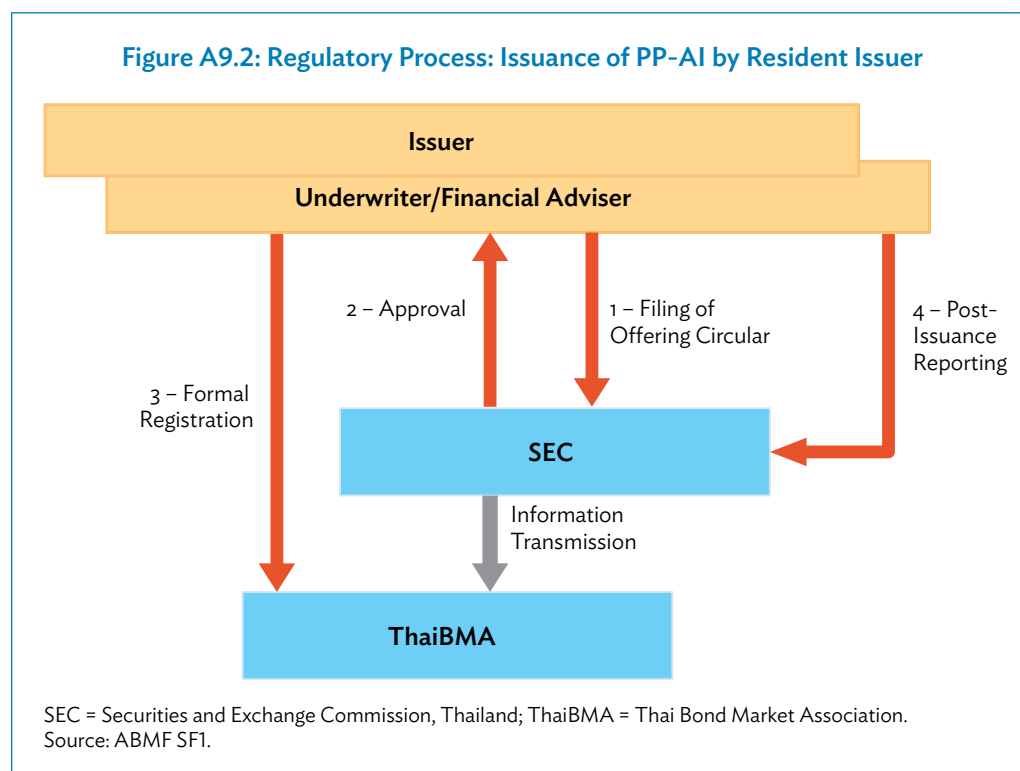 Figure A9.2: Regulatory Process: Issuance of PP-AI by Resident Issuer
Issuer
Underwriter/Financial Adviser
2 – Approval
1 – Filing of
Offering Circular
4 – Post-
Issuance
Reporting
3 – Formal
Registration
SEC
Information
Transmission
ThaiBMA
SEC = Securities and Exchange Commission, Thailand; ThaiBMA = Thai Bond Market Association.
Source: ABMF SF1.